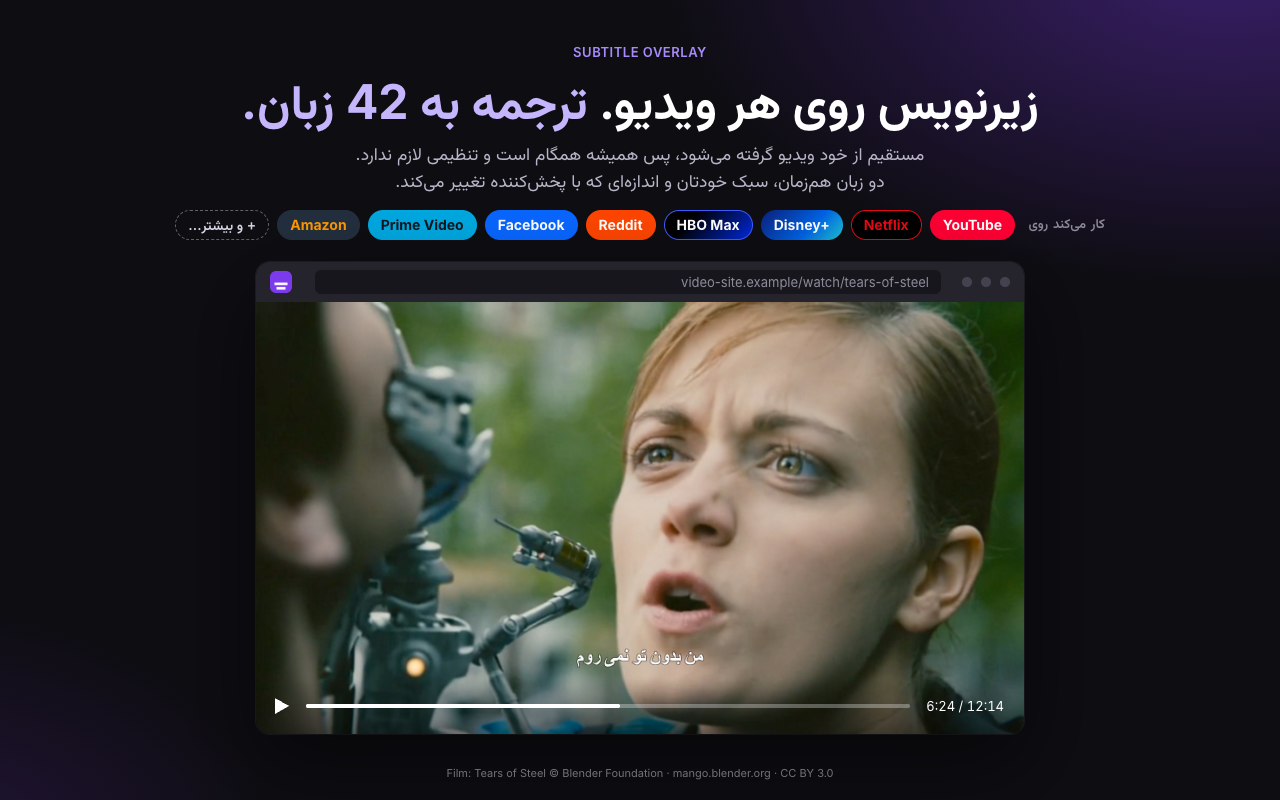 SUBTITLE OVERLAY
زیرنویس روی هر ویدیو. ترجمه به 42 زبان.
مستقیم از خود ویدیو گرفته می‌شود، پس همیشه همگام است و تنظیمی لازم ندارد.
دو زبان هم‌زمان، سبک خودتان و اندازه‌ای که با پخش‌کننده تغییر می‌کند.
کار می‌کند روی YouTube Netflix Disney+ HBO Max Reddit Facebook Prime Video Amazon + و بیشتر...
video-site.example/watch/tears-of-steel
من بدون تو نمی روم
6:24 / 12:14
Film: Tears of Steel © Blender Foundation · mango.blender.org · CC BY 3.0